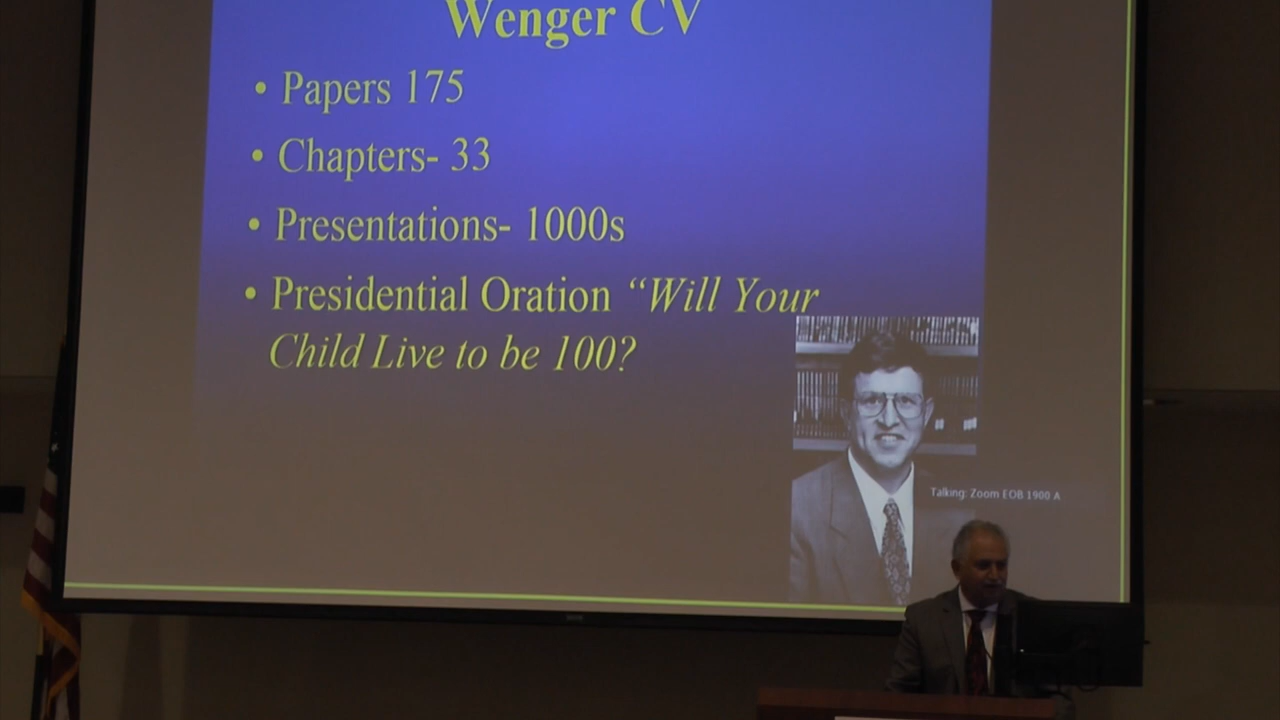 Wenger CV
• Papers 175
• Chapters- 33
• Presentations- 1000s
• Presidential Oration “Will Your
Child Live to be 100?
Talking: Zoom EOB 1900 A